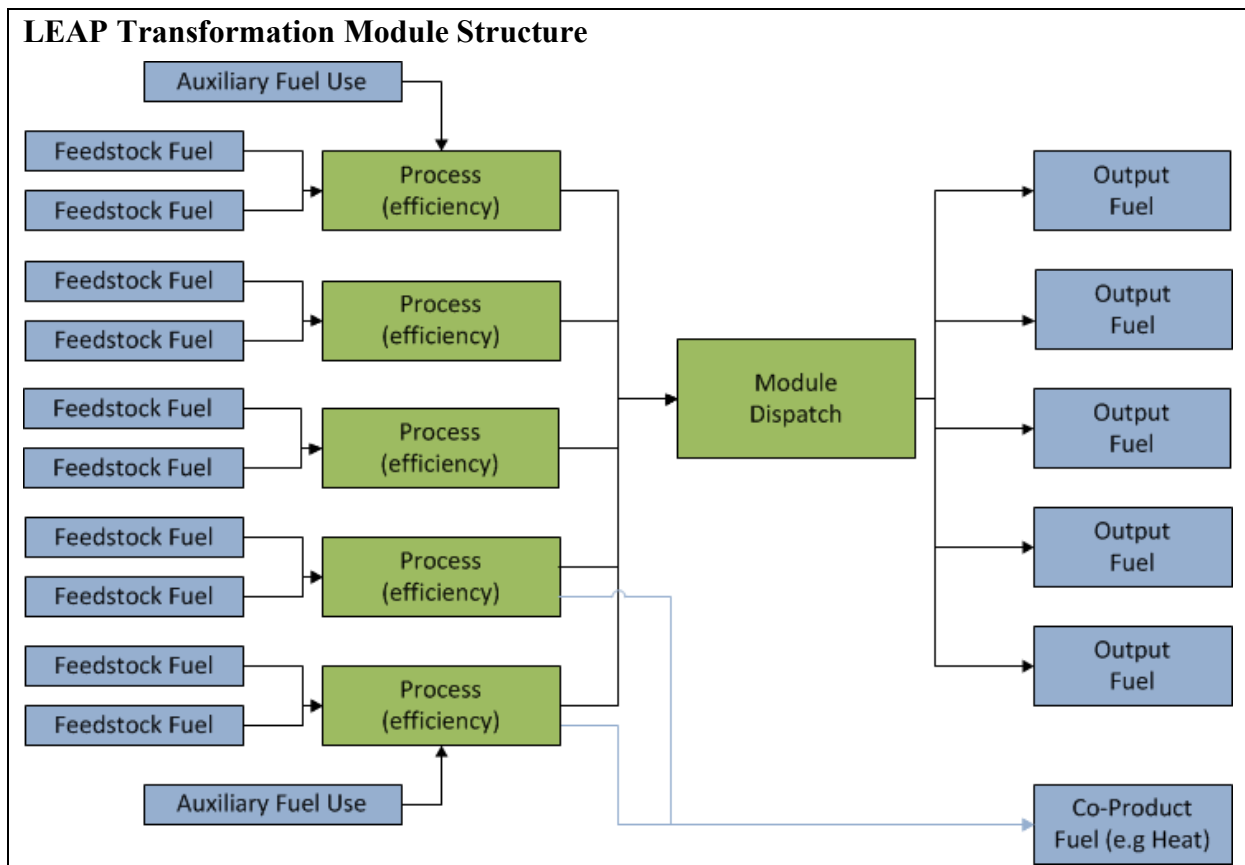 LEAP Transformation Module Structure
Auxiliary Fuel Use
Feedstock Fuel
Feedstock Fuel
Process
(efficiency)
Feedstock Fuel
Feedstock Fuel
Process
(efficiency)
Feedstock Fuel
Feedstock Fuel
Process
(efficiency)
Feedstock Fuel
Feedstock Fuel
Process
(efficiency)
Feedstock Fuel
Feedstock Fuel
Process
(efficiency)
Auxiliary Fuel Use
Module
Dispatch
Output
Fuel
Output
Fuel
Output
Fuel
Output
Fuel
Output
Fuel
Co-Product
Fuel (e.g Heat)